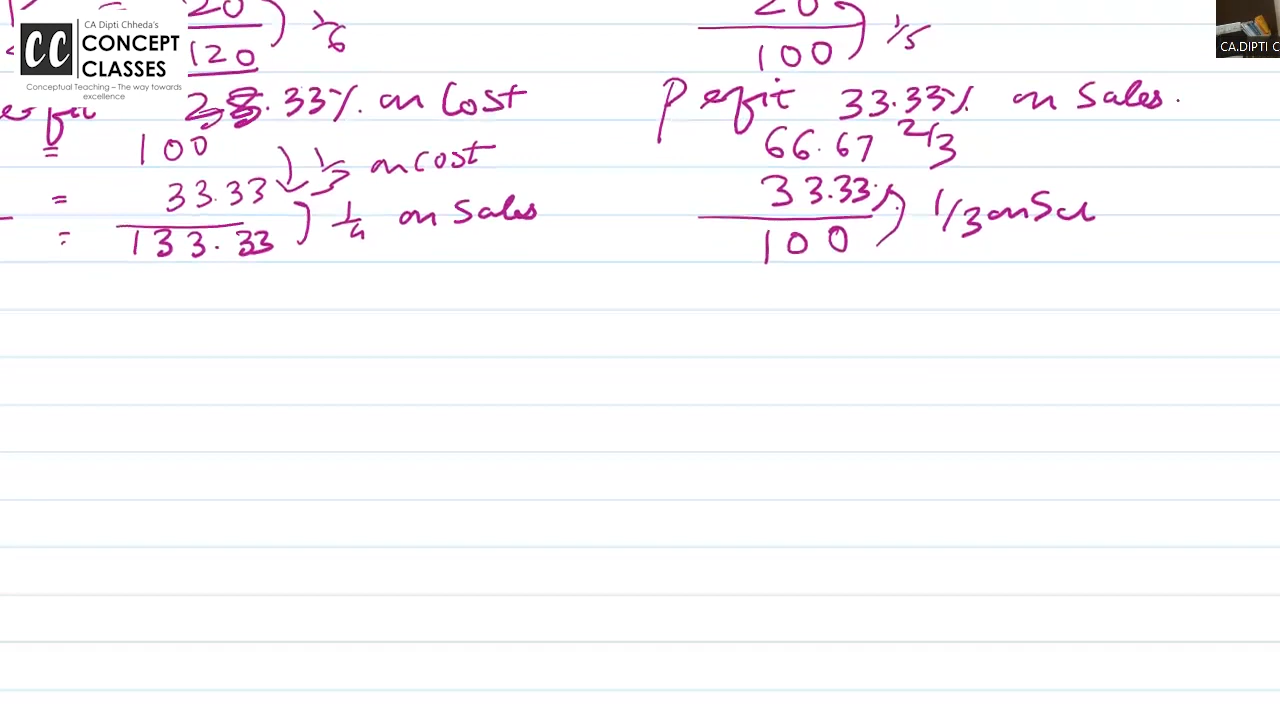 20
120
1/6
CA Dipti Chheda's
CONCEPT
CLASSES
Conceptual Teaching – The way towards
excellence
CC
33.33% on Cost
= 100
= 33.33 1/3 on cost
= 133.33 1/4 on Sales
20
100
1/5
Profit 33.33% on Sales.
66.67 2/3
33.33%
100
1/3 on Sal
CA.DIPTI C